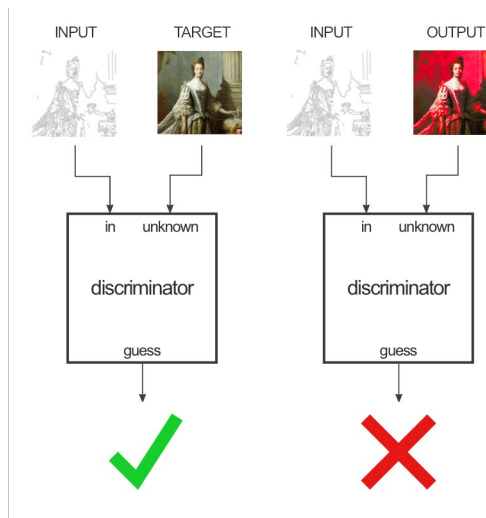 INPUT TARGET INPUT OUTPUT
in unknown in unknown
discriminator discriminator
guess guess